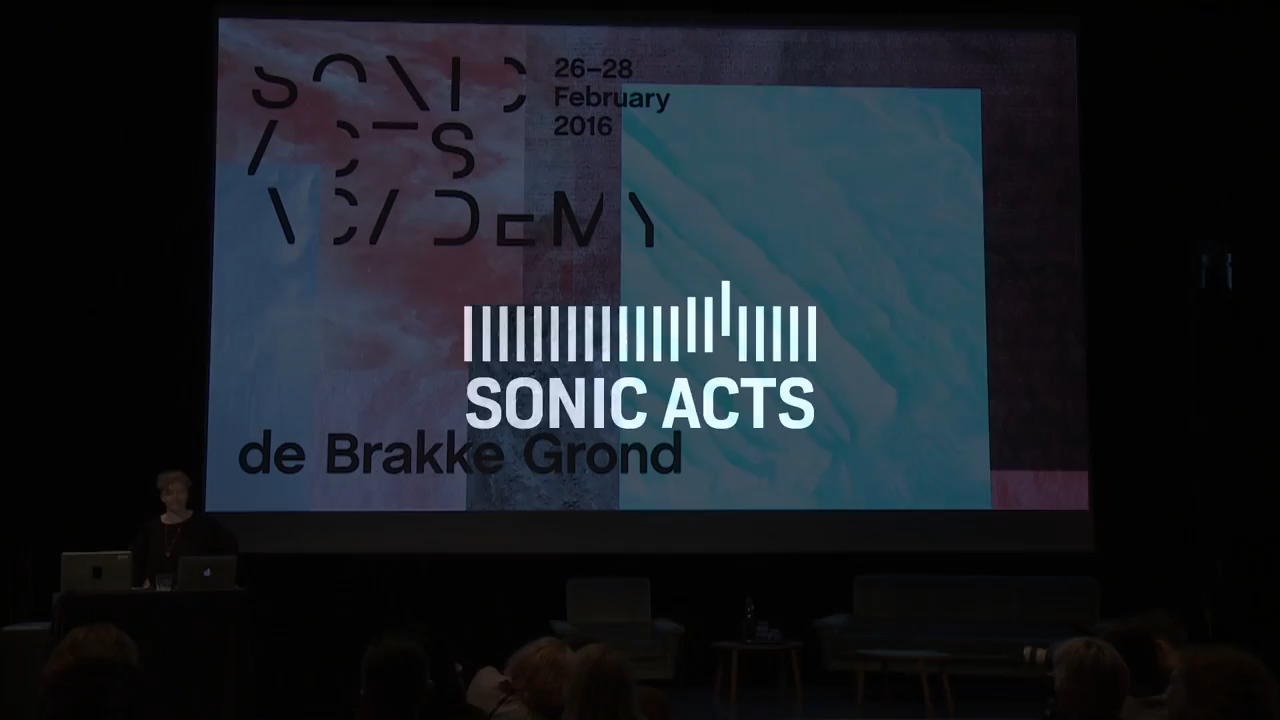 SONIC
ACTS
ACADEMY
26–28
February
2016
SONIC ACTS
de Brakke Grond